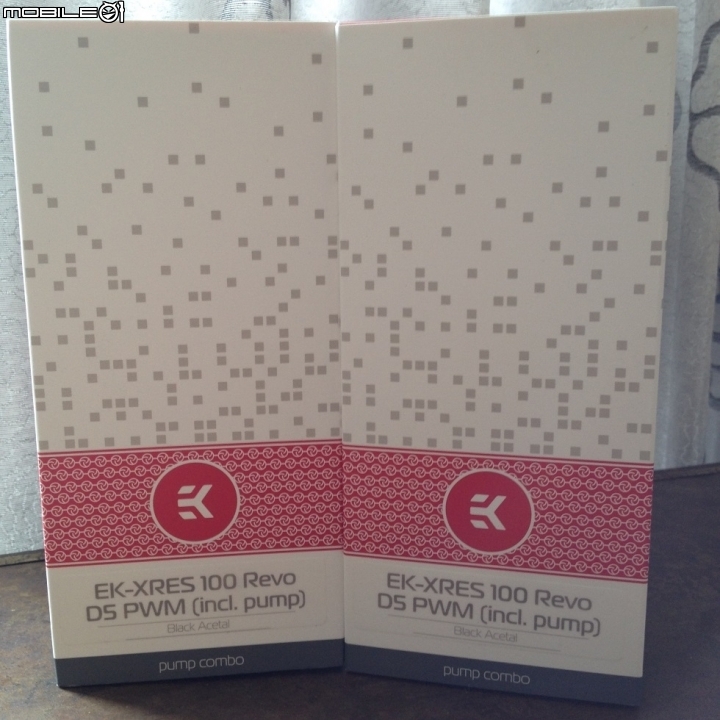 MOBILE01
EK
EK-XRES 100 Revo
D5 PWM (incl. pump)
Black Acetal
pump combo
EK
EK-XRES 100 Revo
D5 PWM (incl. pump)
Black Acetal
pump combo